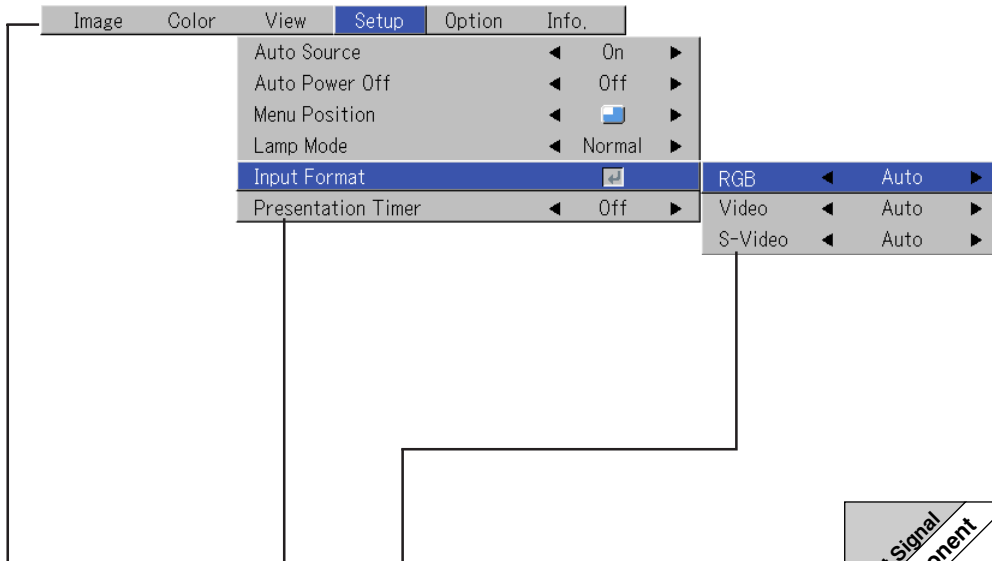 Image Color View Setup Option Info.
Auto Source On
Auto Power Off Off
Menu Position
Lamp Mode Normal
Input Format RGB Auto
Presentation Timer Off Video Auto
S-Video Auto
Signal